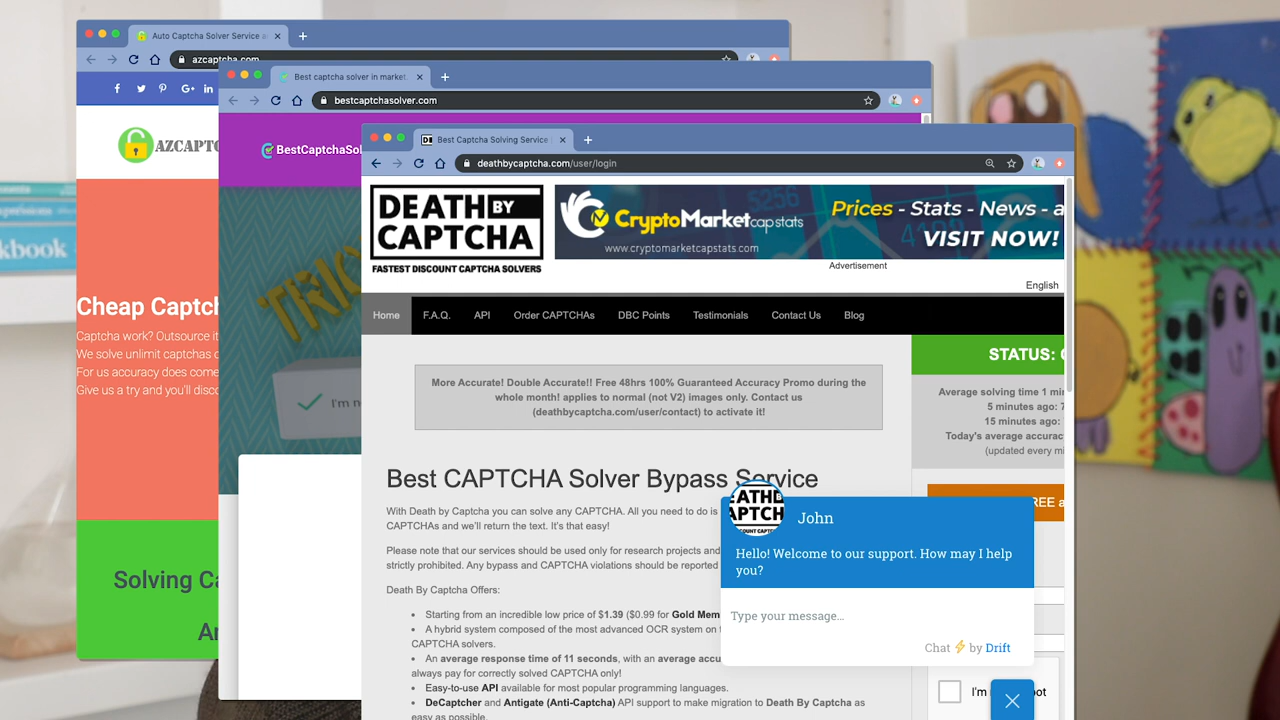 Auto Captcha Solver Service a
azcaptcha.com
AZCAPTC
Cheap Captch
Captcha work? Outsource it
We solve unlimit captchas o
For us accuracy does come
Give us a try and you'll disco
Solving Ca
An
kbook
Best captcha solver in market.
bestcaptchasolver.com
BestCaptchaSol
TRIC
I'm n
Best Captcha Solving Service |
deathbycaptcha.com/user/login
DEATH BY
CAPTCHA
FASTEST DISCOUNT CAPTCHA SOLVERS
CryptoMarketcapstats
www.cryptomarketcapstats.com
Prices - Stats - News - a
VISIT NOW!
Advertisement
English
Home F.A.Q. API Order CAPTCHAs DBC Points Testimonials Contact Us Blog
More Accurate! Double Accurate!! Free 48hrs 100% Guaranteed Accuracy Promo during the
whole month! applies to normal (not V2) images only. Contact us
(deathbycaptcha.com/user/contact) to activate it!
STATUS:
Average solving time 1 min
5 minutes ago: 7
15 minutes ago:
Today's average accurac
(updated every mi
Best CAPTCHA Solver Bypass Service
With Death by Captcha you can solve any CAPTCHA. All you need to do is
CAPTCHAs and we'll return the text. It's that easy!
Please note that our services should be used only for research projects and
strictly prohibited. Any bypass and CAPTCHA violations should be reported
Death By Captcha Offers:
• Starting from an incredible low price of $1.39 ($0.99 for Gold Mem
• A hybrid system composed of the most advanced OCR system on
CAPTCHA solvers.
• An average response time of 11 seconds, with an average accu
always pay for correctly solved CAPTCHA only!
• Easy-to-use API available for most popular programming languages.
• DeCaptcher and Antigate (Anti-Captcha) API support to make migration to Death By Captcha as
easy as possible.
REE a
John
Hello! Welcome to our support. How may I help
you?
Type your message...
Chat ⚡ by Drift
I'm n
bot